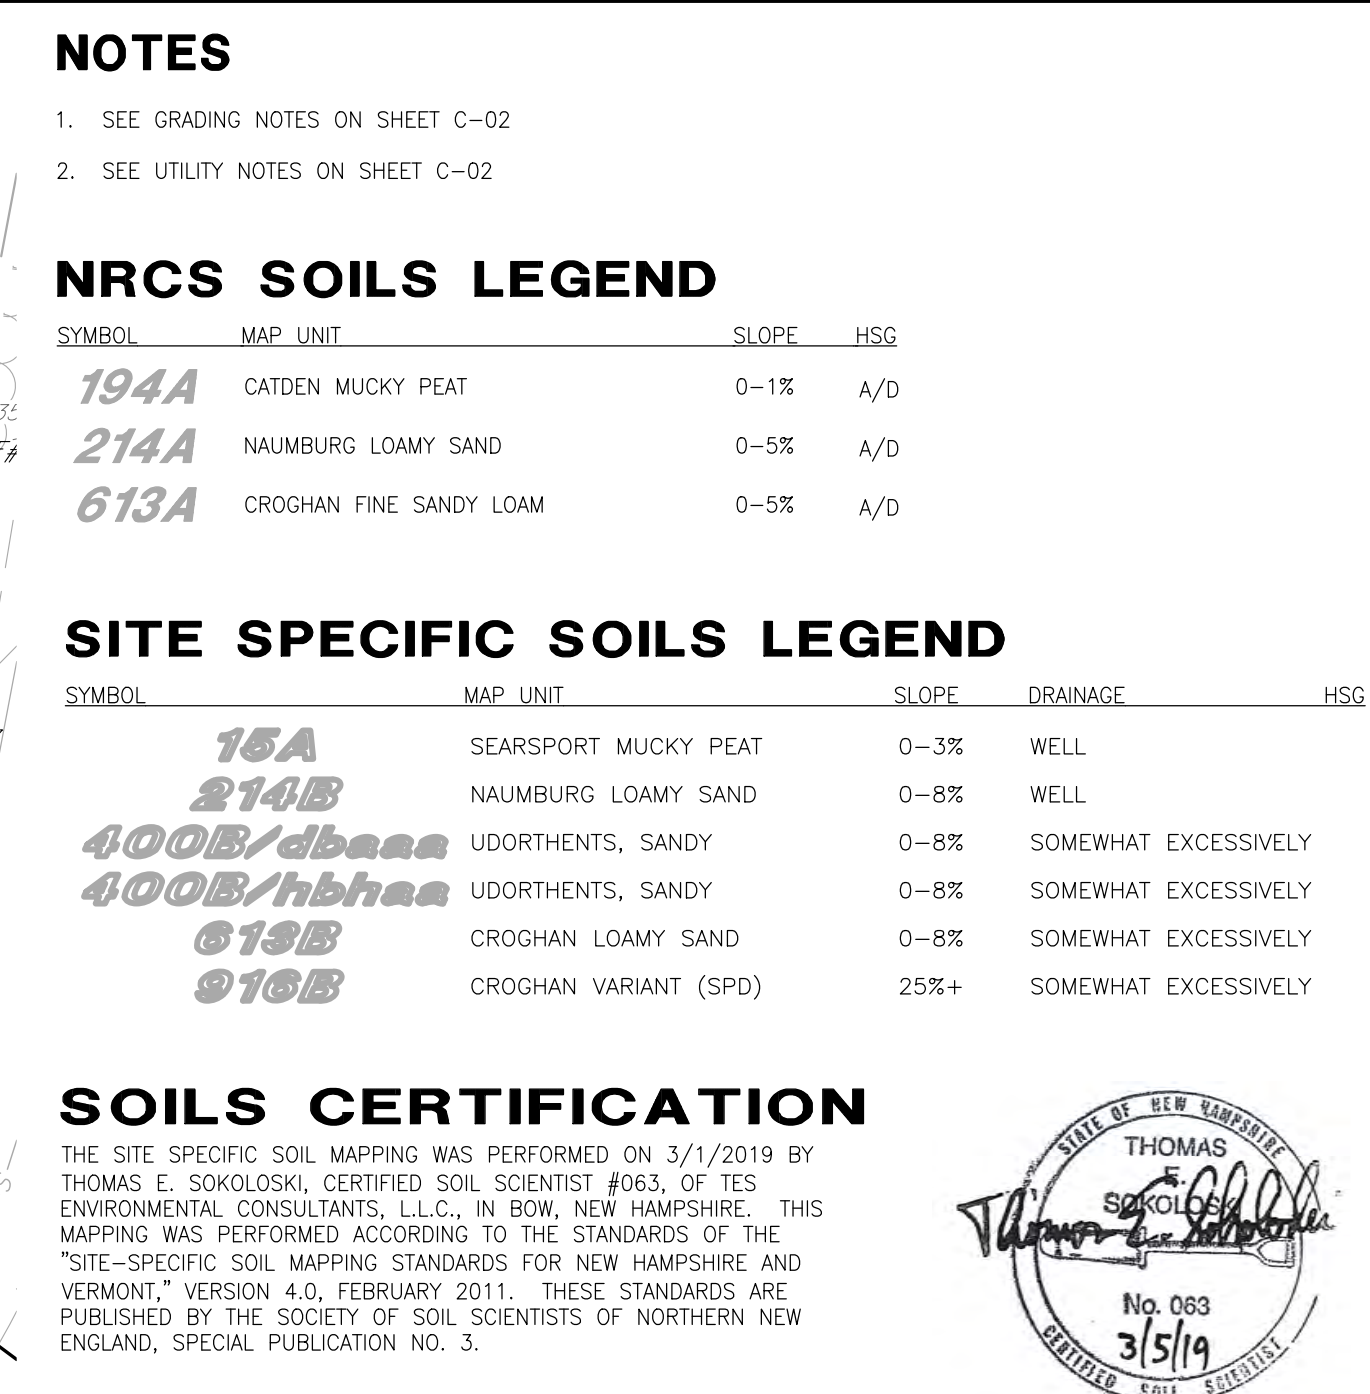 NOTES
1. SEE GRADING NOTES ON SHEET C-02
2. SEE UTILITY NOTES ON SHEET C-02
NRCS SOILS LEGEND
SYMBOL MAP UNIT SLOPE HSG
194A CATDEN MUCKY PEAT 0-1% A/D
214A NAUMBURG LOAMY SAND 0-5% A/D
613A CROGHAN FINE SANDY LOAM 0-5% A/D
SITE SPECIFIC SOILS LEGEND
SYMBOL MAP UNIT SLOPE DRAINAGE HSG
15A SEARSPORT MUCKY PEAT 0-3% WELL
214B NAUMBURG LOAMY SAND 0-8% WELL
400B/dbaaa UDORTHENTS, SANDY 0-8% SOMEWHAT EXCESSIVELY
400B/hbhaa UDORTHENTS, SANDY 0-8% SOMEWHAT EXCESSIVELY
613B CROGHAN LOAMY SAND 0-8% SOMEWHAT EXCESSIVELY
916B CROGHAN VARIANT (SPD) 25%+ SOMEWHAT EXCESSIVELY
SOILS CERTIFICATION
THE SITE SPECIFIC SOIL MAPPING WAS PERFORMED ON 3/1/2019 BY
THOMAS E. SOKOLOSKI, CERTIFIED SOIL SCIENTIST #063, OF TES
ENVIRONMENTAL CONSULTANTS, L.L.C., IN BOW, NEW HAMPSHIRE. THIS
MAPPING WAS PERFORMED ACCORDING TO THE STANDARDS OF THE
"SITE-SPECIFIC SOIL MAPPING STANDARDS FOR NEW HAMPSHIRE AND
VERMONT," VERSION 4.0, FEBRUARY 2011. THESE STANDARDS ARE
PUBLISHED BY THE SOCIETY OF SOIL SCIENTISTS OF NORTHERN NEW
ENGLAND, SPECIAL PUBLICATION NO. 3.
STATE OF NEW HAMPSHIRE
THOMAS
E.
SOKOLOSKI
Thomas E. Sokoloski
No. 063
3/5/19
CERTIFIED SOIL SCIENTIST